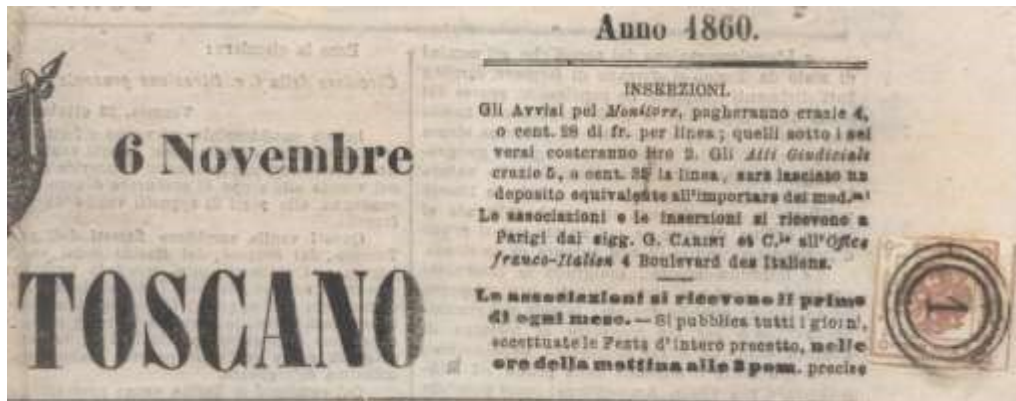 Anno 1860.
6 Novembre
TOSCANO
INSERZIONI.
Gli Avvisi pel Monitore, pagheranno crazie 4,
o cent. 28 di fr. per linea; quelli sotto i sei
versi costeranno lire 2. Gli Atti Giudiciali
crazie 5, o cent. 35 la linea, sarà lasciato un
deposito equivalente all'importare dei med.mi
Le associazioni e le inserzioni si ricevono a
Parigi dai sigg. G. CARINI et C.ie all'Office
franco-Italien 4 Boulevard des Italiens.
Le associazioni si ricevono il primo
di ogni mese. — Si pubblica tutti i giorni,
eccettuate le Feste d'intero precetto, nelle
ore della mattina alle 2 pom. precise
1